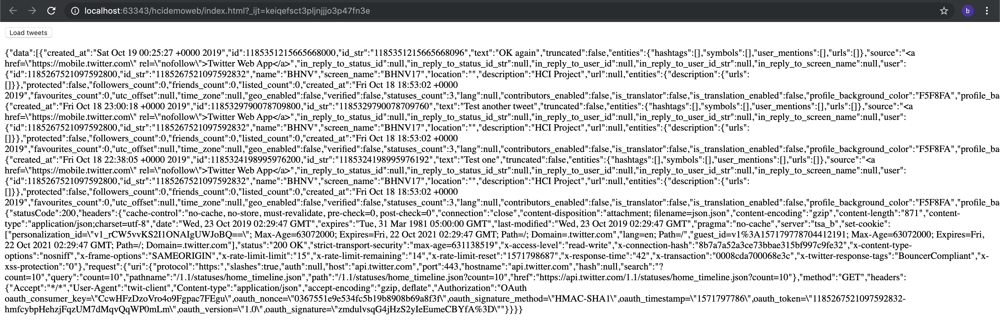 localhost:63343/hcidemoweb/index.html?_ijt=keiqefsct3pljnjjjo3p47fn3e
b
Load tweets
{"data":[{"created_at":"Sat Oct 19 00:25:27 +0000 2019","id":1185351215665668000,"id_str":"1185351215665668096","text":"OK again","truncated":false,"entities":{"hashtags":[],"symbols":[],"user_mentions":[],"urls":[]},"source":"<a
href=\"https://mobile.twitter.com\" rel=\"nofollow\">Twitter Web App</a>","in_reply_to_status_id":null,"in_reply_to_status_id_str":null,"in_reply_to_user_id":null,"in_reply_to_user_id_str":null,"in_reply_to_screen_name":null,"user":
{"id":1185267521097592800,"id_str":"1185267521097592832","name":"BHNV","screen_name":"BHNV17","location":"","description":"HCI Project","url":null,"entities":{"description":{"urls":
[]}},"protected":false,"followers_count":0,"friends_count":0,"listed_count":0,"created_at":"Fri Oct 18 18:53:02 +0000
2019","favourites_count":0,"utc_offset":null,"time_zone":null,"geo_enabled":false,"verified":false,"statuses_count":3,"lang":null,"contributors_enabled":false,"is_translator":false,"is_translation_enabled":false,"profile_background_color":"F5F8FA","profile_ba
{"created_at":"Fri Oct 18 23:00:18 +0000 2019","id":1185329790078709800,"id_str":"1185329790078709760","text":"Test another tweet","truncated":false,"entities":{"hashtags":[],"symbols":[],"user_mentions":[],"urls":[]},"source":"<a
href=\"https://mobile.twitter.com\" rel=\"nofollow\">Twitter Web App</a>","in_reply_to_status_id":null,"in_reply_to_status_id_str":null,"in_reply_to_user_id":null,"in_reply_to_user_id_str":null,"in_reply_to_screen_name":null,"user":
{"id":1185267521097592800,"id_str":"1185267521097592832","name":"BHNV","screen_name":"BHNV17","location":"","description":"HCI Project","url":null,"entities":{"description":{"urls":
[]}},"protected":false,"followers_count":0,"friends_count":0,"listed_count":0,"created_at":"Fri Oct 18 18:53:02 +0000
2019","favourites_count":0,"utc_offset":null,"time_zone":null,"geo_enabled":false,"verified":false,"statuses_count":3,"lang":null,"contributors_enabled":false,"is_translator":false,"is_translation_enabled":false,"profile_background_color":"F5F8FA","profile_ba
{"created_at":"Fri Oct 18 22:38:05 +0000 2019","id":1185324198995976200,"id_str":"1185324198995976192","text":"Test one","truncated":false,"entities":{"hashtags":[],"symbols":[],"user_mentions":[],"urls":[]},"source":"<a
href=\"https://mobile.twitter.com\" rel=\"nofollow\">Twitter Web App</a>","in_reply_to_status_id":null,"in_reply_to_status_id_str":null,"in_reply_to_user_id":null,"in_reply_to_user_id_str":null,"in_reply_to_screen_name":null,"user":
{"id":1185267521097592800,"id_str":"1185267521097592832","name":"BHNV","screen_name":"BHNV17","location":"","description":"HCI Project","url":null,"entities":{"description":{"urls":
[]}},"protected":false,"followers_count":0,"friends_count":0,"listed_count":0,"created_at":"Fri Oct 18 18:53:02 +0000
2019","favourites_count":0,"utc_offset":null,"time_zone":null,"geo_enabled":false,"verified":false,"statuses_count":3,"lang":null,"contributors_enabled":false,"is_translator":false,"is_translation_enabled":false,"profile_background_color":"F5F8FA","profile_ba
{"statusCode":200,"headers":{"cache-control":"no-cache, no-store, must-revalidate, pre-check=0, post-check=0","connection":"close","content-disposition":"attachment; filename=json.json","content-encoding":"gzip","content-length":"871","content-
type":"application/json;charset=utf-8","date":"Wed, 23 Oct 2019 02:29:47 GMT","expires":"Tue, 31 Mar 1981 05:00:00 GMT","last-modified":"Wed, 23 Oct 2019 02:29:47 GMT","pragma":"no-cache","server":"tsa_b","set-cookie":
["personalization_id=\"v1_rCW5vvKS2I1ONAIgUWJoBQ==\"; Max-Age=63072000; Expires=Fri, 22 Oct 2021 02:29:47 GMT; Path=/; Domain=.twitter.com","lang=en; Path=/","guest_id=v1%3A157179778704412191; Max-Age=63072000; Expires=Fri,
22 Oct 2021 02:29:47 GMT; Path=/; Domain=.twitter.com"],"status":"200 OK","strict-transport-security":"max-age=631138519","x-access-level":"read-write","x-connection-hash":"8b7a7a52a3ce73bbae315bf997c9fe32","x-content-type-
options":"nosniff","x-frame-options":"SAMEORIGIN","x-rate-limit-limit":"15","x-rate-limit-remaining":"14","x-rate-limit-reset":"1571798687","x-response-time":"42","x-transaction":"0008cda700068e3c","x-twitter-response-tags":"BouncerCompliant","x-
xss-protection":"0"},"request":{"uri":{"protocol":"https:","slashes":true,"auth":null,"host":"api.twitter.com","port":443,"hostname":"api.twitter.com","hash":null,"search":"?
count=10","query":"count=10","pathname":"/1.1/statuses/home_timeline.json","path":"/1.1/statuses/home_timeline.json?count=10","href":"https://api.twitter.com/1.1/statuses/home_timeline.json?count=10"},"method":"GET","headers":
{"Accept":"*/*","User-Agent":"twit-client","Content-type":"application/json","accept-encoding":"gzip, deflate","Authorization":"OAuth
oauth_consumer_key=\"CcwHFzDzoVro4o9Fgpac7FEgu\",oauth_nonce=\"0367551e9e534fc5b19b8908b69a8f3f\",oauth_signature_method=\"HMAC-SHA1\",oauth_timestamp=\"1571797786\",oauth_token=\"1185267521097592832-
hmfcybpHehzjFqzUM7dMqvQqWP0mLm\",oauth_version=\"1.0\",oauth_signature=\"zmdulvsqG4jHzS2yIeEumeCBYfA%3D\""}}}}